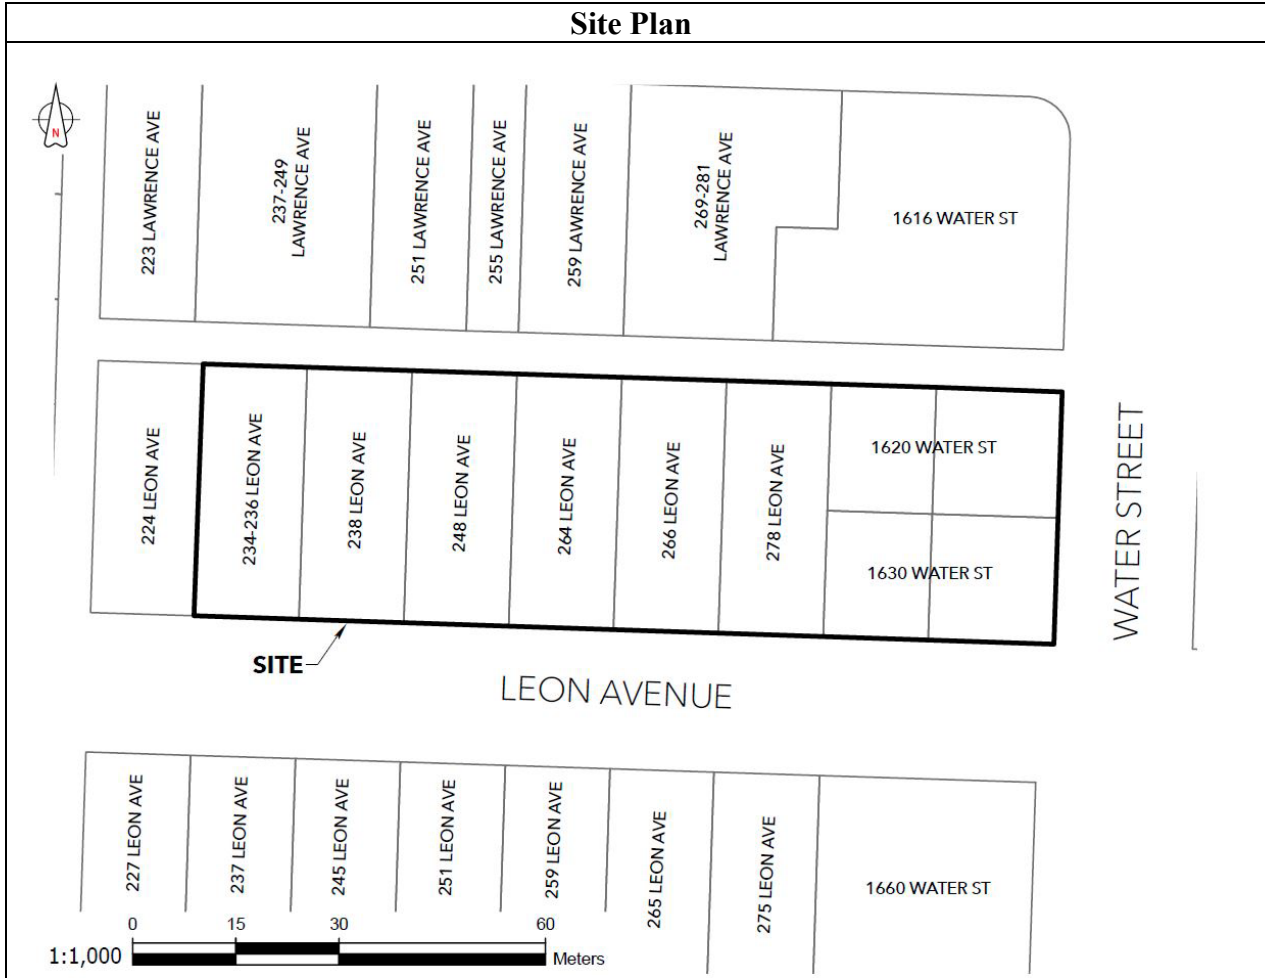 Site Plan
N
223 LAWRENCE AVE
237-249
LAWRENCE AVE
251 LAWRENCE AVE
255 LAWRENCE AVE
259 LAWRENCE AVE
269-281
LAWRENCE AVE
1616 WATER ST
224 LEON AVE
234-236 LEON AVE
238 LEON AVE
248 LEON AVE
264 LEON AVE
266 LEON AVE
278 LEON AVE
1620 WATER ST
1630 WATER ST
WATER STREET
SITE
LEON AVENUE
227 LEON AVE
237 LEON AVE
245 LEON AVE
251 LEON AVE
259 LEON AVE
265 LEON AVE
275 LEON AVE
1660 WATER ST
0 15 30 60
1:1,000 Meters